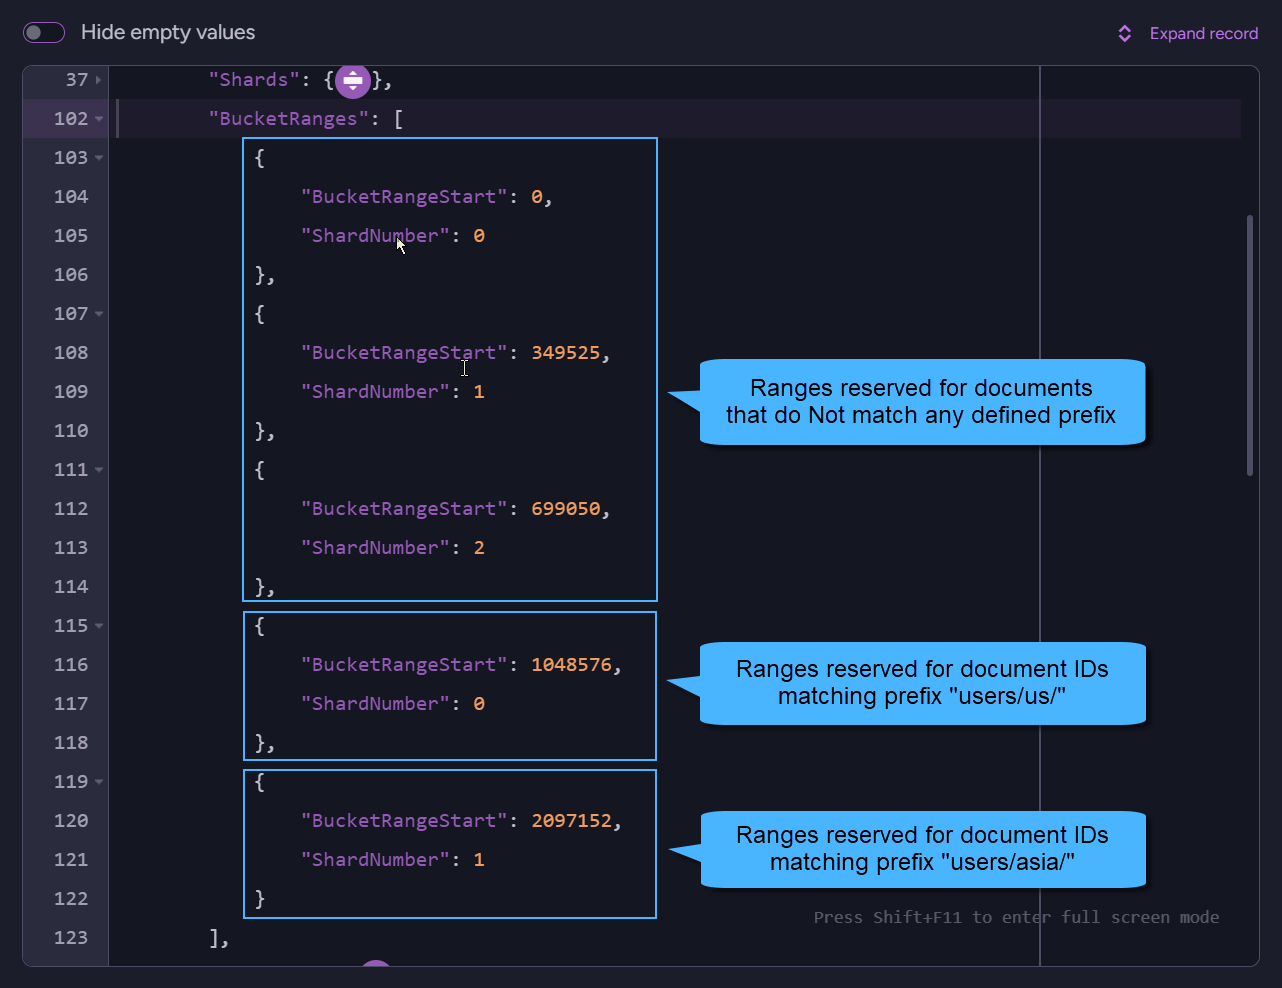 Hide empty values
Expand record
37 "Shards": { },
102 "BucketRanges": [
103 {
104 "BucketRangeStart": 0,
105 "ShardNumber": 0
106 },
107 {
108 "BucketRangeStart": 349525,
109 "ShardNumber": 1
110 },
111 {
112 "BucketRangeStart": 699050,
113 "ShardNumber": 2
114 },
Ranges reserved for documents
that do Not match any defined prefix
115 {
116 "BucketRangeStart": 1048576,
117 "ShardNumber": 0
118 },
Ranges reserved for document IDs
matching prefix "users/us/"
119 {
120 "BucketRangeStart": 2097152,
121 "ShardNumber": 1
122 }
Ranges reserved for document IDs
matching prefix "users/asia/"
Press Shift+F11 to enter full screen mode
123 ],